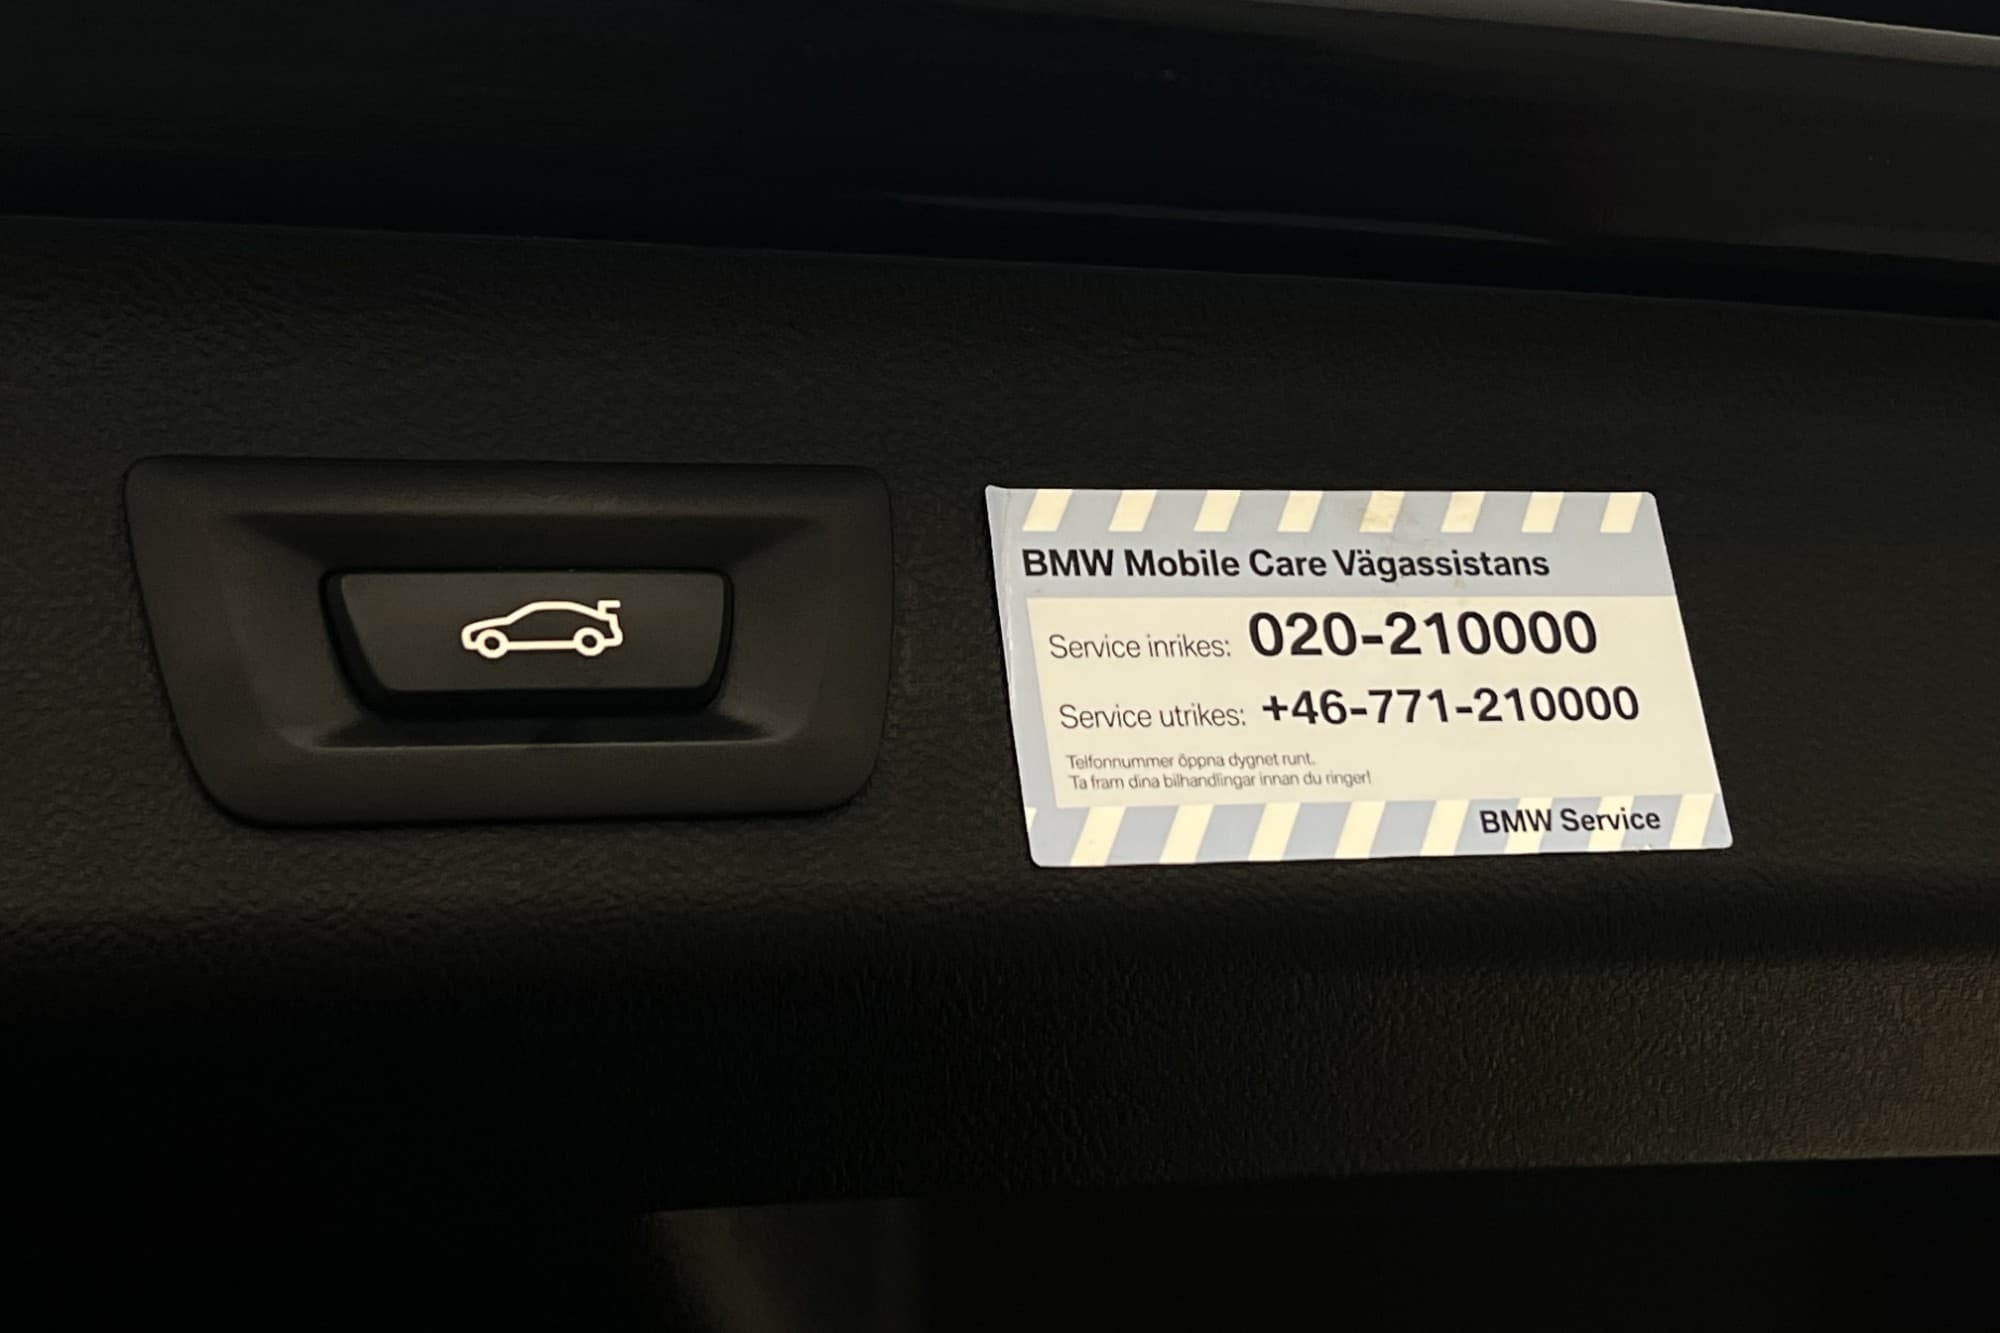 BMW Mobile Care Vägassistans
Service inrikes: 020-210000
Service utrikes: +46-771-210000
Telfonnummer öppna dygnet runt.
Ta fram dina bilhandlingar innan du ringer!
BMW Service